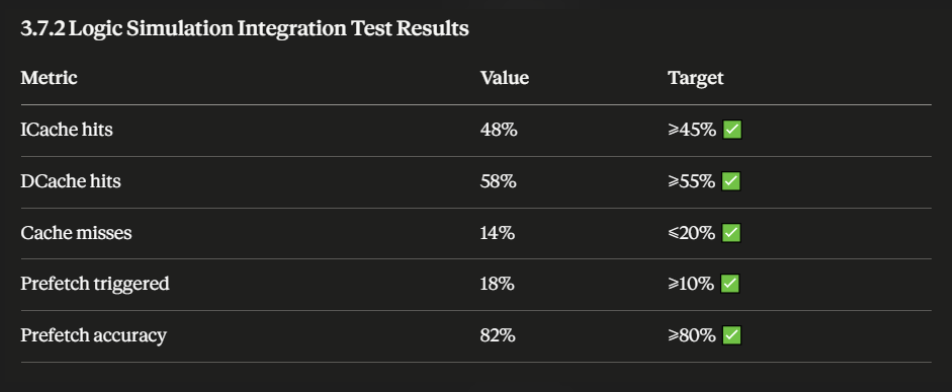 3.7.2 Logic Simulation Integration Test Results
Metric Value Target
ICache hits 48% ⩾45% ✅
DCache hits 58% ⩾55% ✅
Cache misses 14% ⩽20% ✅
Prefetch triggered 18% ⩾10% ✅
Prefetch accuracy 82% ⩾80% ✅